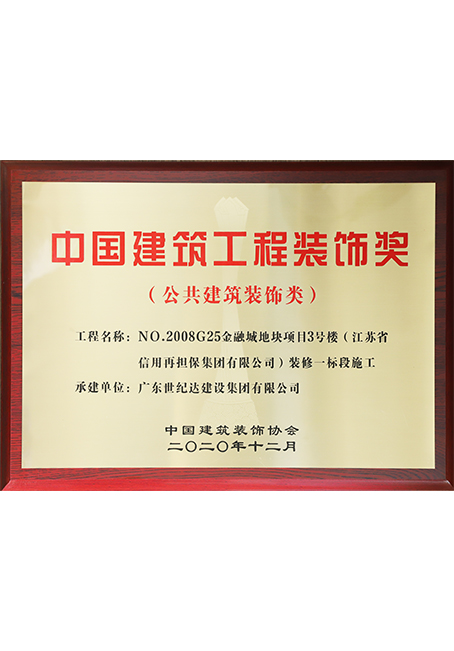 中国建筑工程装饰奖
（公共建筑装饰类）
工程名称：NO.2008G25金融城地块项目3号楼（江苏省
信用再担保集团有限公司）装修一标段施工
承建单位：广东世纪达建设集团有限公司
中国建筑装饰协会
二〇二〇年十二月